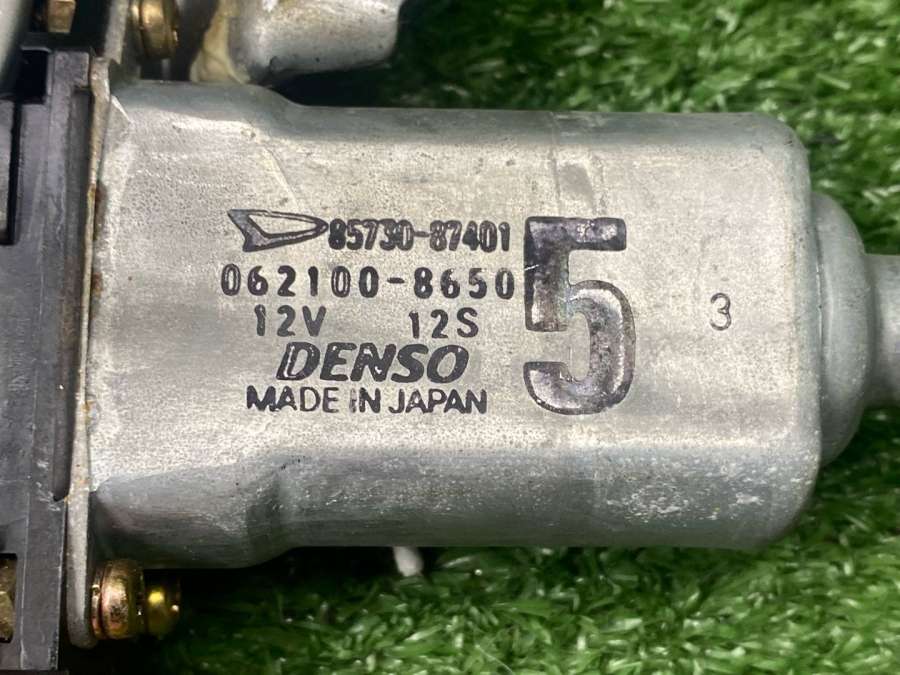 85730-87401
062100-8650
12V 12S
DENSO
MADE IN JAPAN
5
3